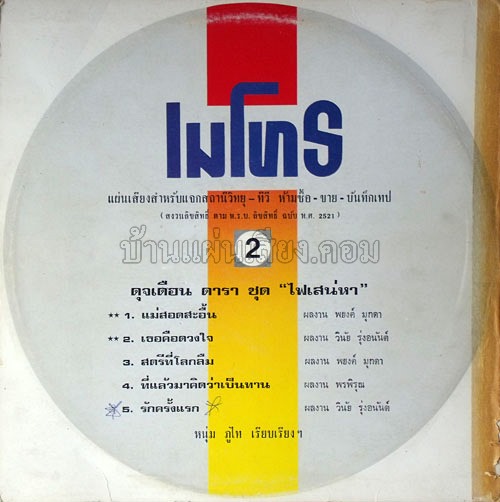 เมโทร
แผ่นเสียงสำหรับแจกสถานีวิทยุ - ทีวี ห้ามซื้อ - ขาย - บันทึกเทป
( สงวนลิขสิทธิ์ ตาม พ.ร.บ. ลิขสิทธิ์ ฉบับ พ.ศ. 2521 )
บ้านแผ่นเสียง.คอม
2
ดุจเดือน ดารา ชุด “ไฟเสน่หา”
** 1. แม่สอดสะอื้น ผลงาน พยงค์ มุกดา
** 2. เธอคือดวงใจ ผลงาน วินัย รุ่งอนันต์
3. สตรีที่โลกลืม ผลงาน พยงค์ มุกดา
4. ที่แล้วมาคิดว่าเป็นทาน ผลงาน พรพิรุณ
* 5. รักครั้งแรก ผลงาน วินัย รุ่งอนันต์
หนุ่ม ภูไท เรียบเรียงฯ